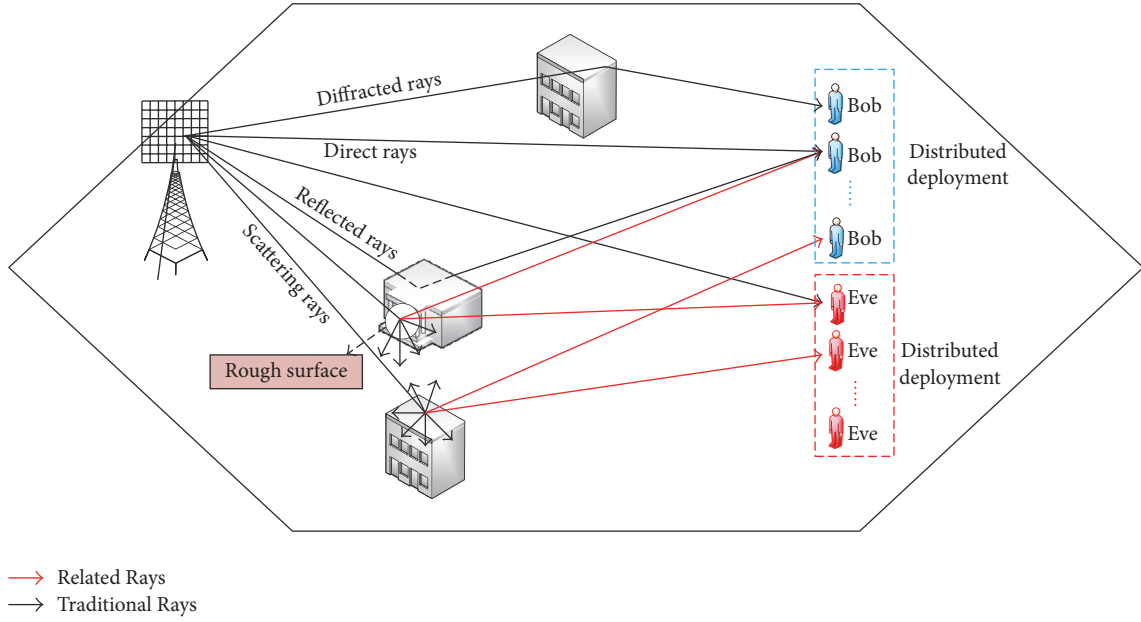 Diffracted rays
Direct rays
Reflected rays
Scattering rays
Rough surface
Bob
Bob
Bob
Distributed
deployment
Eve
Eve
Eve
Distributed
deployment
Related Rays
Traditional Rays